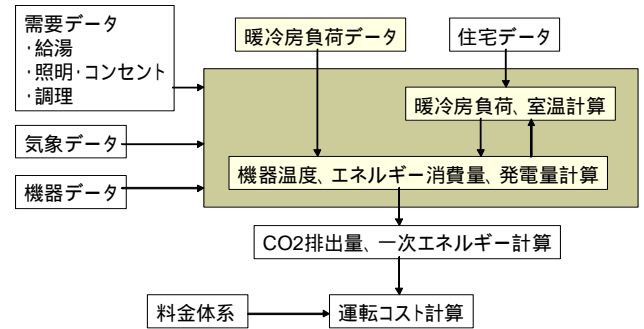 需要データ
・給湯
・照明・コンセント
・調理
暖冷房負荷データ
住宅データ
暖冷房負荷、室温計算
気象データ
機器データ
機器温度、エネルギー消費量、発電量計算
CO2排出量、一次エネルギー計算
料金体系
運転コスト計算